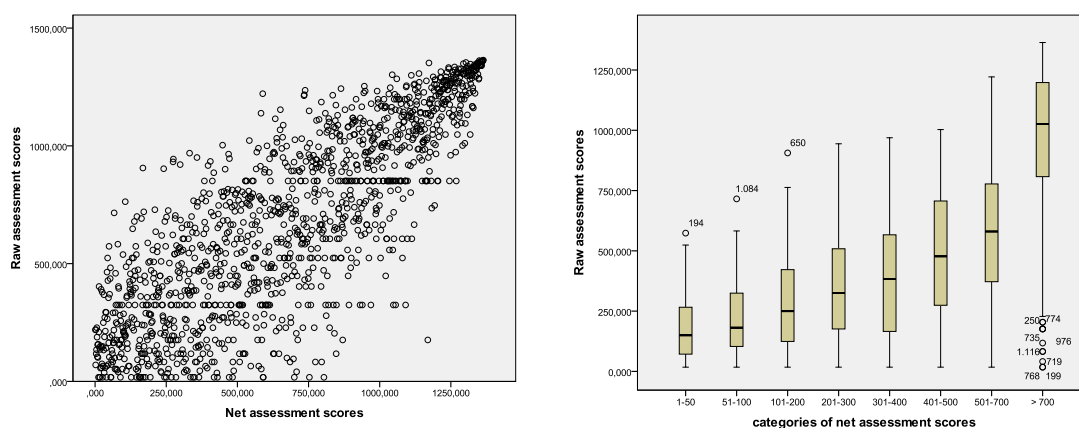 1500,000
1000,000
500,000
,000
,000 250,000 500,000 750,000 1000,000 1250,000
Raw assessment scores
Net assessment scores
1250,000
1000,000
750,000
500,000
250,000
0,000
Raw assessment scores
194
1.084
650
250 774
735 976
1.116 719
768 199
1-50 51-100 101-200 201-300 301-400 401-500 501-700 > 700
categories of net assessment scores